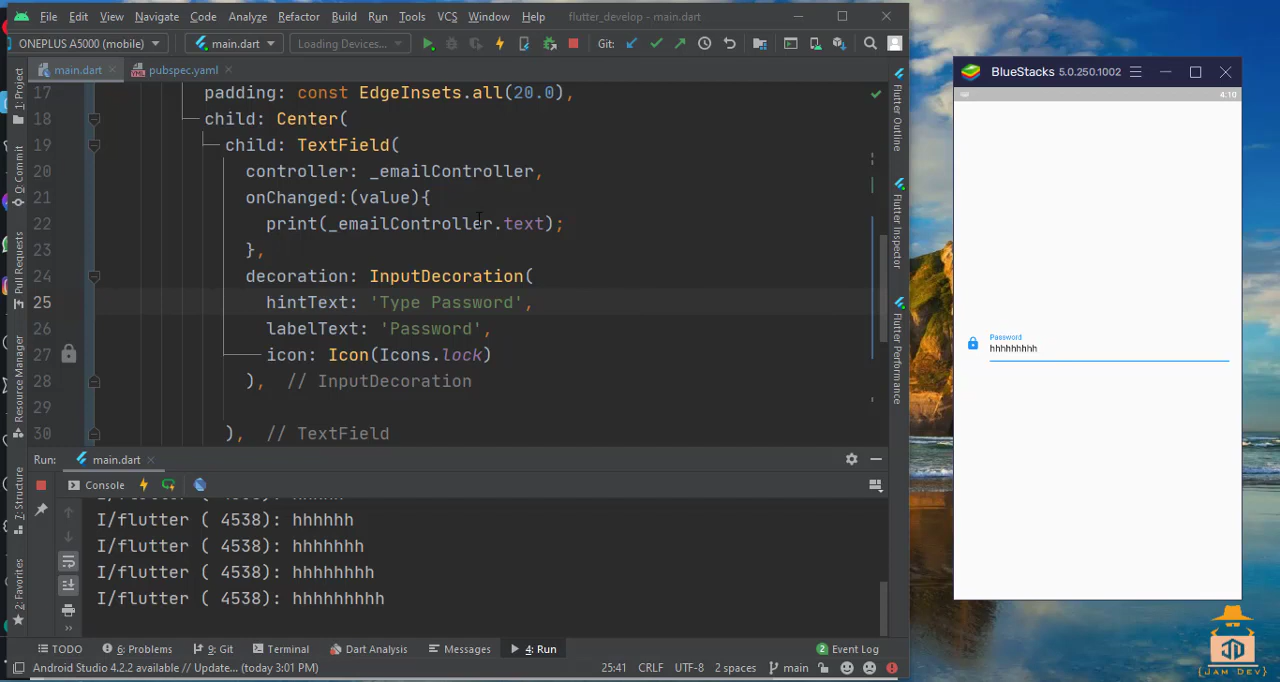 File Edit View Navigate Code Analyze Refactor Build Run Tools VCS Window Help flutter_develop - main.dart
ONEPLUS A5000 (mobile) main.dart Loading Devices... Git:
main.dart pubspec.yaml
17 padding: const EdgeInsets.all(20.0),
18 child: Center(
19 child: TextField(
20 controller: _emailController,
21 onChanged:(value){
22 print(_emailController.text);
23 },
24 decoration: InputDecoration(
25 hintText: 'Type Password',
26 labelText: 'Password',
27 icon: Icon(Icons.lock)
28 ), // InputDecoration
29
30 ), // TextField
1: Project
0: Commit
Pull Requests
Resource Manager
7: Structure
2: Favorites
Flutter Outline
Flutter Inspector
Flutter Performance
Run: main.dart
Console
I/flutter ( 4538): hhhhhh
I/flutter ( 4538): hhhhhhh
I/flutter ( 4538): hhhhhhhh
I/flutter ( 4538): hhhhhhhhh
TODO 6: Problems 9: Git Terminal Dart Analysis Messages 4: Run 2 Event Log
Android Studio 4.2.2 available // Update... (today 3:01 PM) 25:41 CRLF UTF-8 2 spaces main
BlueStacks 5.0.250.1002
4:10
Password
hhhhhhhhh
JD
{JAM DEV}